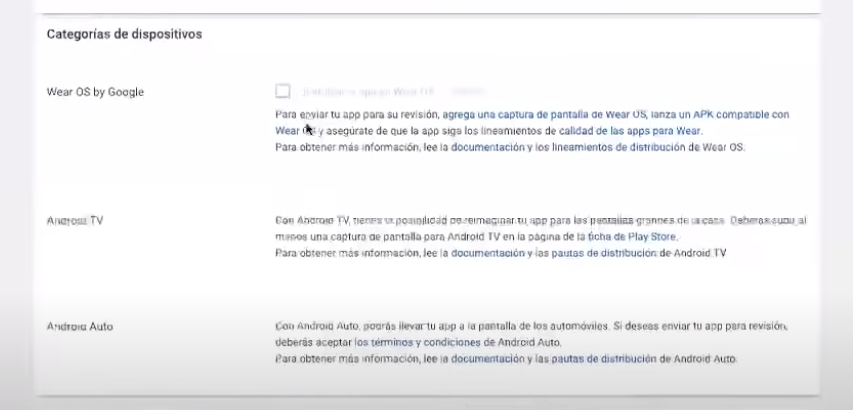 Categorías de dispositivos
Wear OS by Google
Para enviar tu app para su revisión, agrega una captura de pantalla de Wear OS, lanza un APK compatible con
Wear y asegúrate de que la app siga los lineamientos de calidad de las apps para Wear.
Para obtener más información, lee la documentación y los lineamientos de distribución de Wear OS.
Android TV
Con Android TV, tienes la posibilidad de reimaginar tu app para las pantallas grandes de la casa. Deberás subir al
menos una captura de pantalla para Android TV en la página de la ficha de Play Store.
Para obtener más información, lee la documentación y las pautas de distribución de Android TV
Android Auto
Con Android Auto, podrás llevar tu app a la pantalla de los automóviles. Si deseas enviar tu app para revisión,
deberás aceptar los términos y condiciones de Android Auto.
Para obtener más información, lee la documentación y las pautas de distribución de Android Auto.